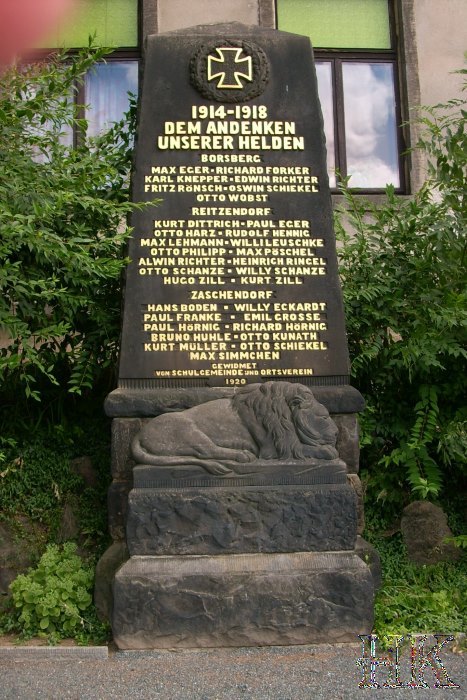 1914-1918
DEM ANDENKEN
UNSERER HELDEN
BORSBERG
MAX EGER · RICHARD FORKER
KARL KNEPPER · EDWIN RICHTER
FRITZ RÖNSCH · OSWIN SCHIEKEL
OTTO WOBST
REITZENDORF
KURT DITTRICH · PAUL EGER
OTTO HARZ · RUDOLF HENNIG
MAX LEHMANN · WILLI LEUSCHKE
OTTO PHILIPP · MAX PÖSCHEL
ALWIN RICHTER · HEINRICH RINGEL
OTTO SCHANZE · WILLY SCHANZE
HUGO ZILL · KURT ZILL
ZASCHENDORF
HANS BODEN · WILLY ECKARDT
PAUL FRANKE · EMIL GROSSE
PAUL HÖRNIG · RICHARD HÖRNIG
BRUNO HUHLE · OTTO KUNATH
KURT MÜLLER · OTTO SCHIEKEL
MAX SIMMCHEN
GEWIDMET
VON SCHULGEMEINDE UND ORTSVEREIN
1920
HK